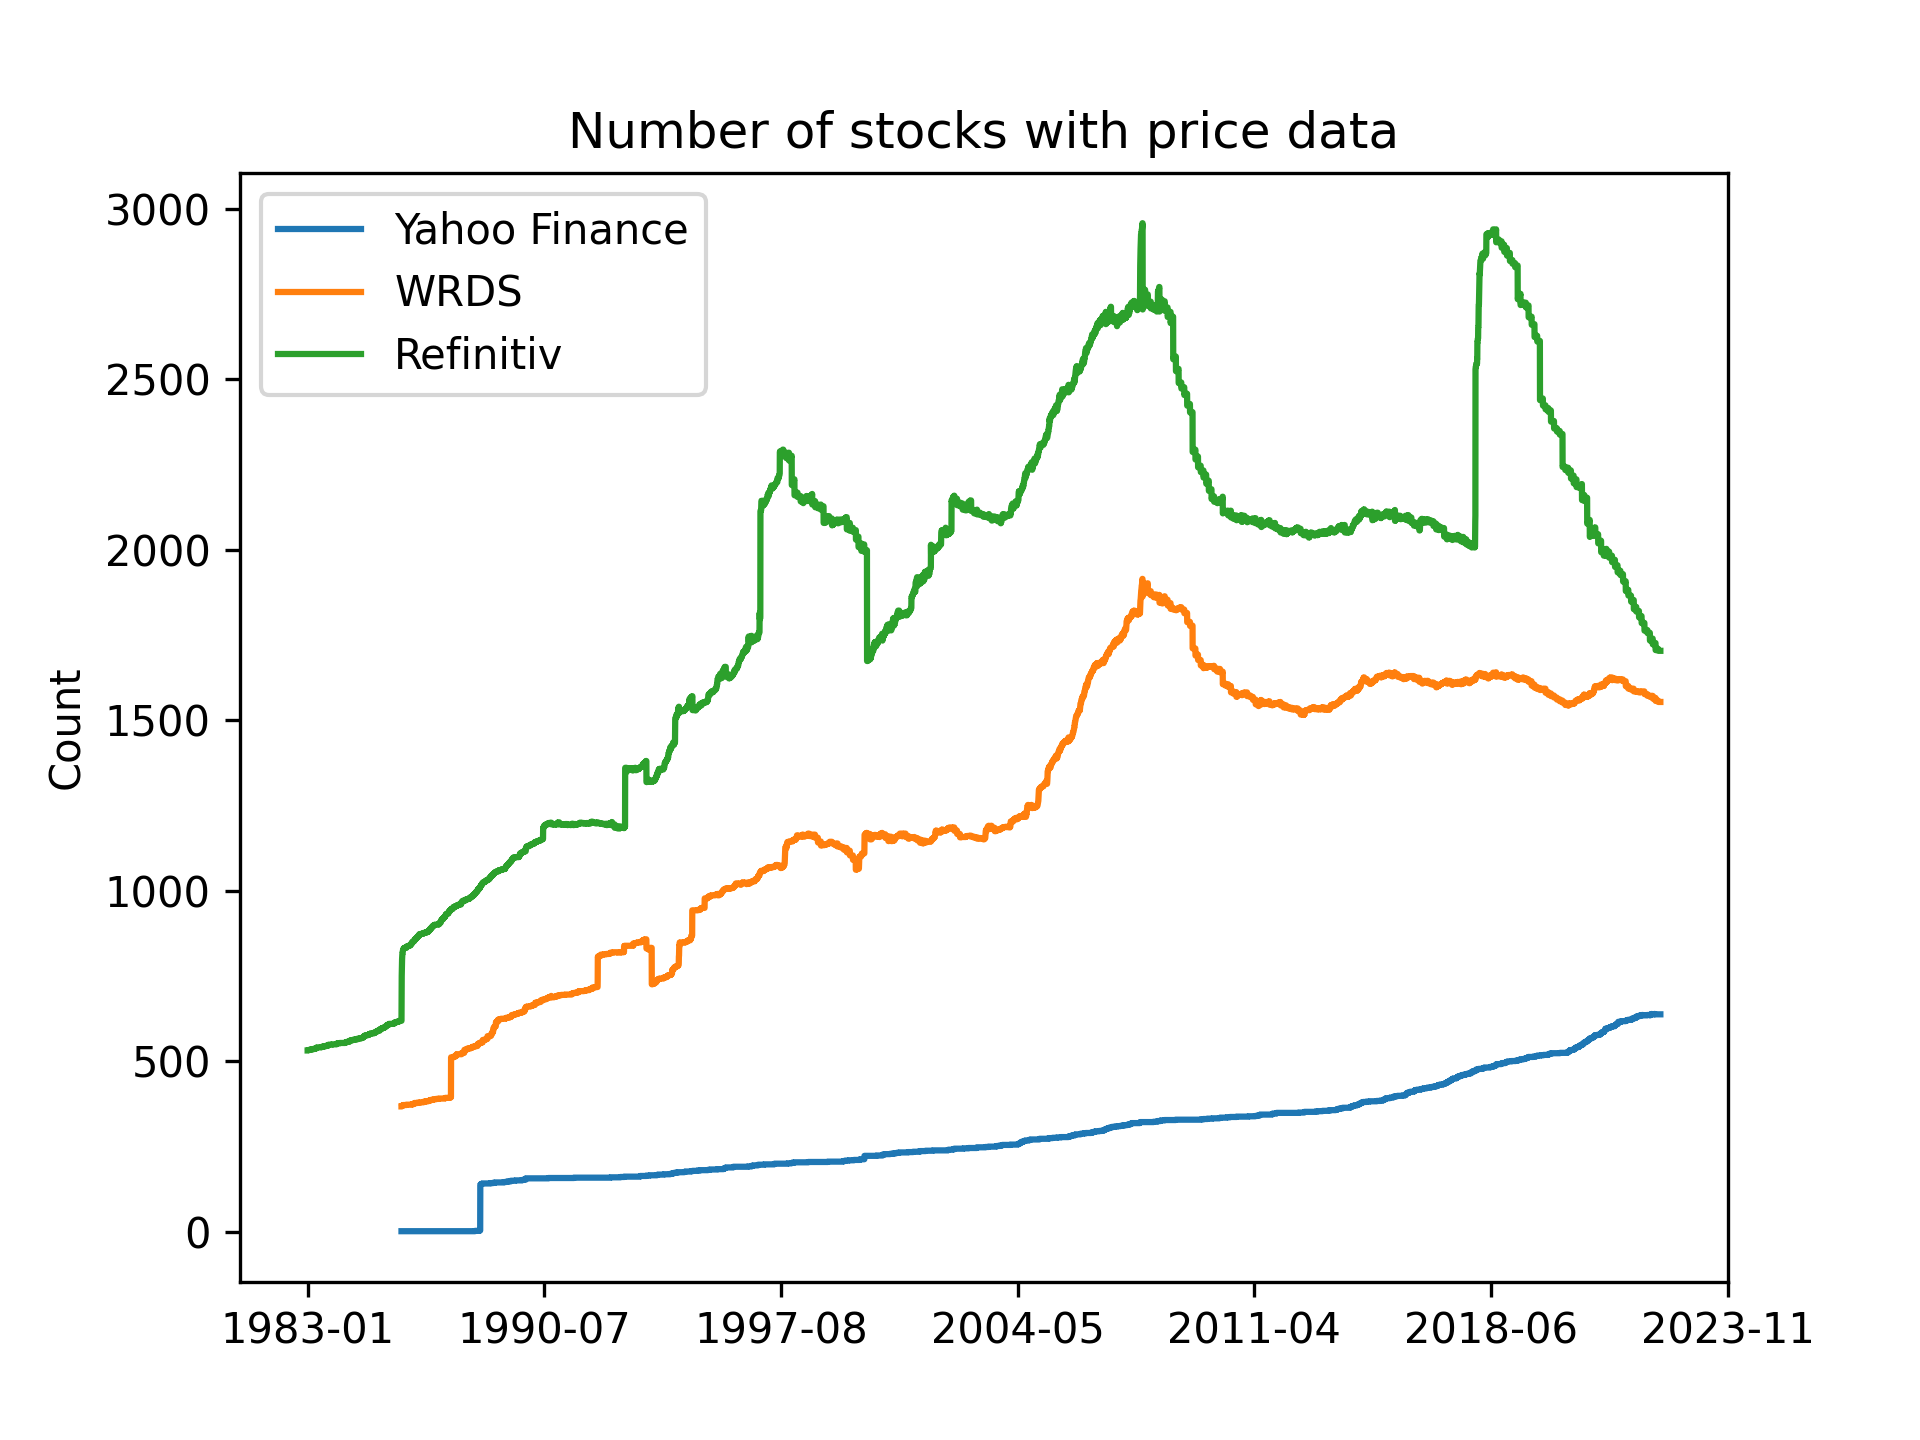 Number of stocks with price data
Yahoo Finance
WRDS
Refinitiv
3000
2500
2000
1500
1000
500
0
Count
1983-01 1990-07 1997-08 2004-05 2011-04 2018-06 2023-11